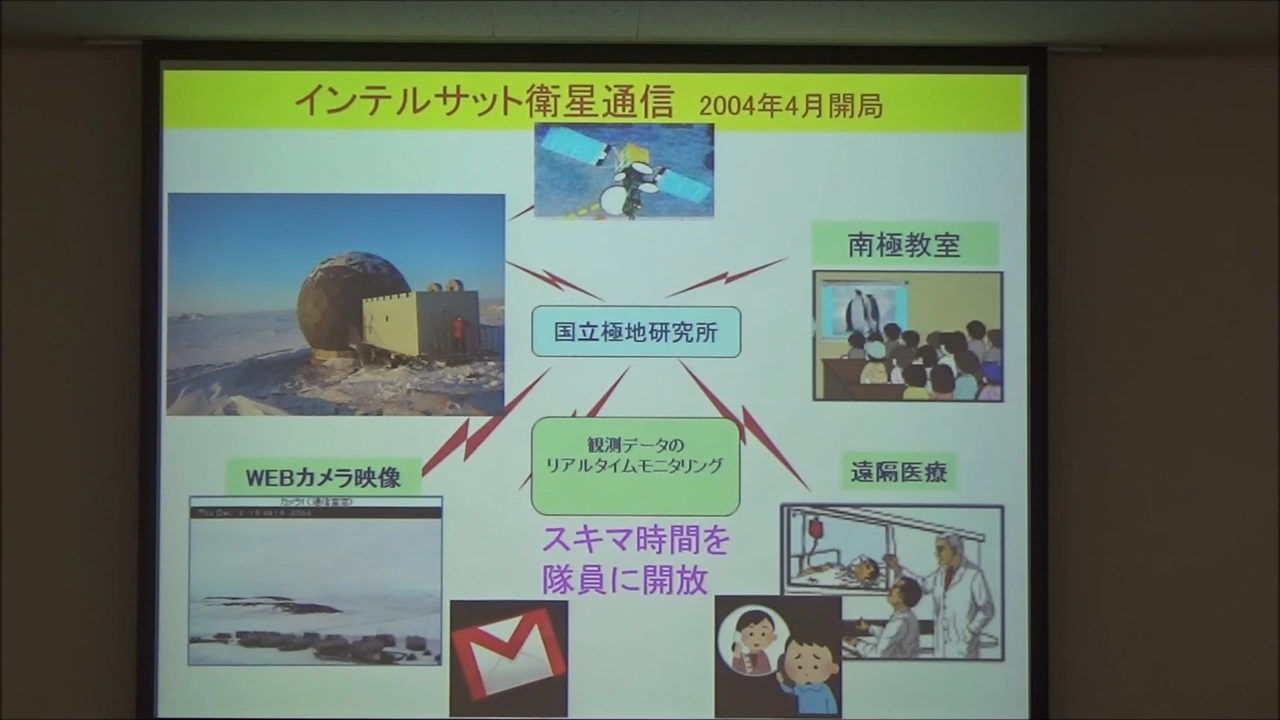 インテルサット衛星通信 2004年4月開局
南極教室
国立極地研究所
観測データの
リアルタイムモニタリング
WEBカメラ映像
遠隔医療
スキマ時間を
隊員に開放